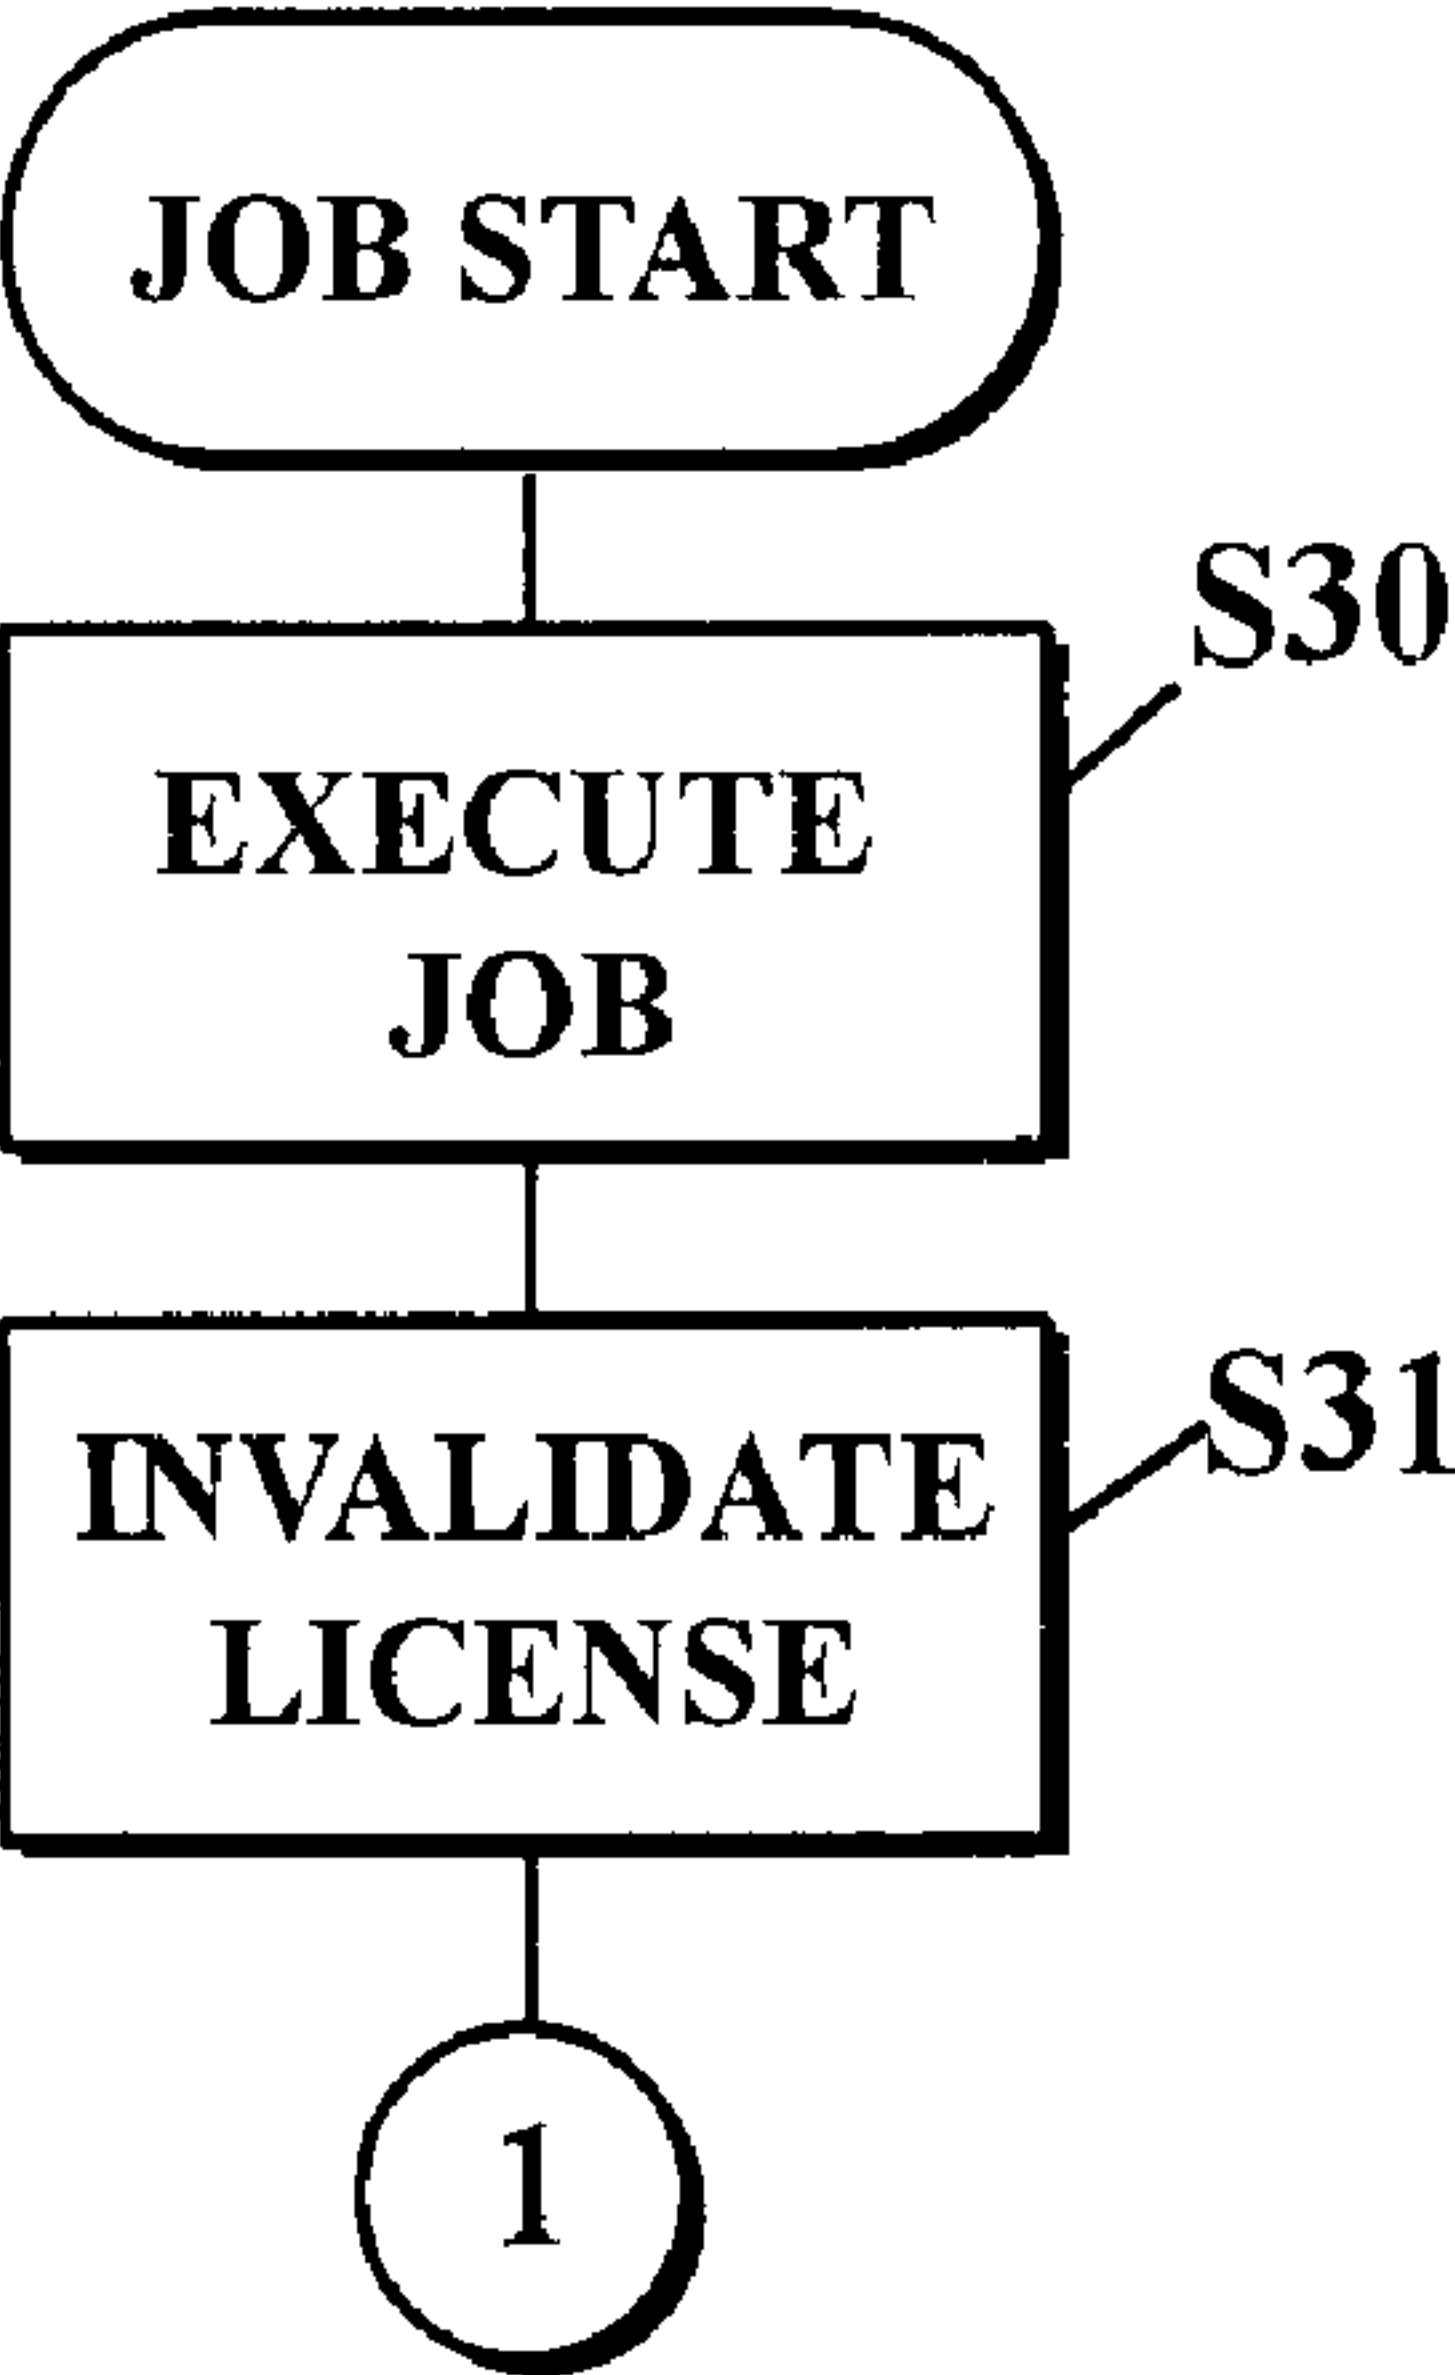 JOB START
S30
EXECUTE
JOB
S31
INVALIDATE
LICENSE
1